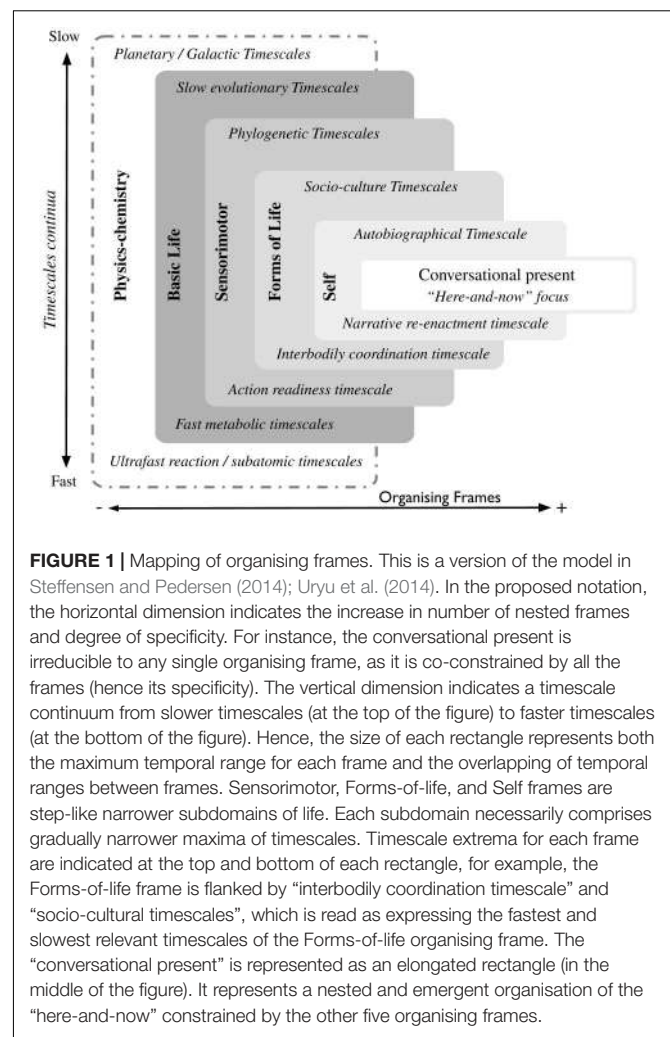 Slow
Planetary / Galactic Timescales
Slow evolutionary Timescales
Phylogenetic Timescales
Socio-culture Timescales
Autobiographical Timescale
Timescales continua
Physics-chemistry
Basic Life
Sensorimotor
Forms of Life
Self
Conversational present
"Here-and-now" focus
Narrative re-enactment timescale
Interbodily coordination timescale
Action readiness timescale
Fast metabolic timescales
Ultrafast reaction / subatomic timescales
Fast
- Organising Frames +
FIGURE 1 | Mapping of organising frames. This is a version of the model in
Steffensen and Pedersen (2014); Uryu et al. (2014). In the proposed notation,
the horizontal dimension indicates the increase in number of nested frames
and degree of specificity. For instance, the conversational present is
irreducible to any single organising frame, as it is co-constrained by all the
frames (hence its specificity). The vertical dimension indicates a timescale
continuum from slower timescales (at the top of the figure) to faster timescales
(at the bottom of the figure). Hence, the size of each rectangle represents both
the maximum temporal range for each frame and the overlapping of temporal
ranges between frames. Sensorimotor, Forms-of-life, and Self frames are
step-like narrower subdomains of life. Each subdomain necessarily comprises
gradually narrower maxima of timescales. Timescale extrema for each frame
are indicated at the top and bottom of each rectangle, for example, the
Forms-of-life frame is flanked by "interbodily coordination timescale" and
"socio-cultural timescales", which is read as expressing the fastest and
slowest relevant timescales of the Forms-of-life organising frame. The
"conversational present" is represented as an elongated rectangle (in the
middle of the figure). It represents a nested and emergent organisation of the
"here-and-now" constrained by the other five organising frames.